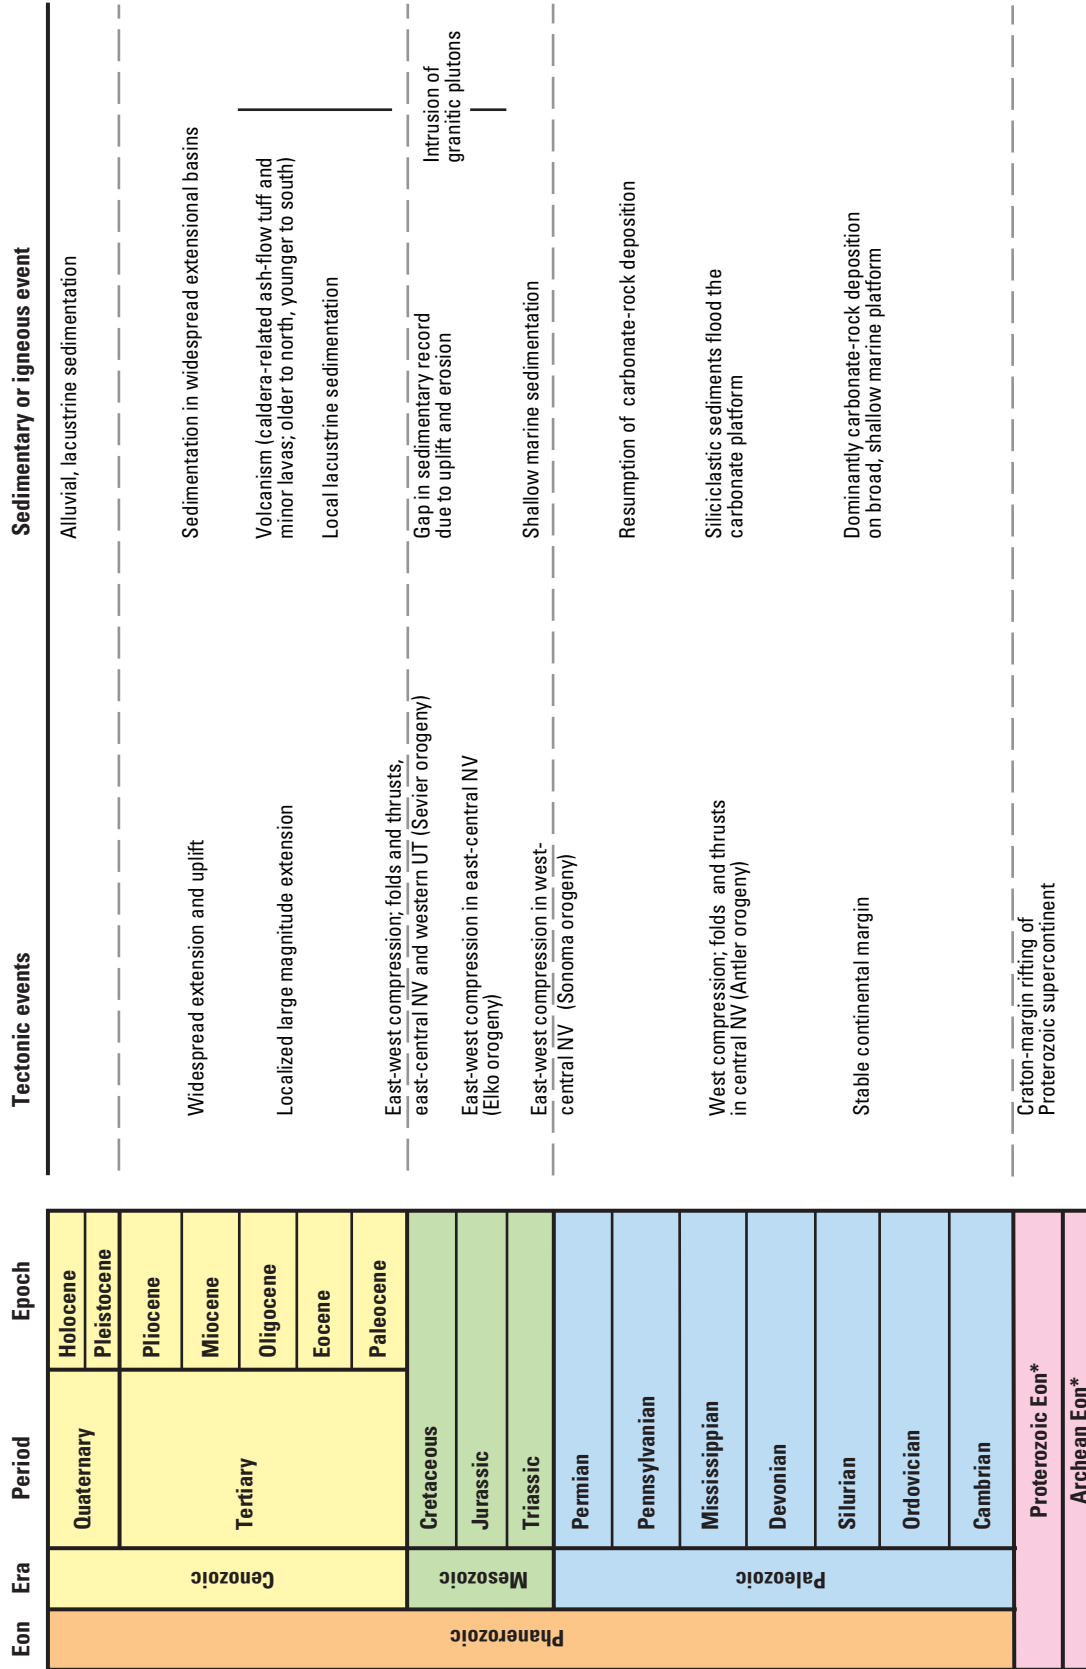 Eon Era Period Epoch Tectonic events Sedimentary or igneous event
Phanerozoic
Cenozoic
Quaternary
Holocene
Pleistocene
Alluvial, lacustrine sedimentation
Tertiary
Pliocene
Miocene
Oligocene
Eocene
Paleocene
Widespread extension and uplift
Sedimentation in widespread extensional basins
Localized large magnitude extension
Volcanism (caldera-related ash-flow tuff and
minor lavas; older to north, younger to south)
Local lacustrine sedimentation
East-west compression; folds and thrusts,
east-central NV and western UT (Sevier orogeny)
Gap in sedimentary record
due to uplift and erosion
Intrusion of
granitic plutons
Mesozoic
Cretaceous
Jurassic
Triassic
East-west compression in east-central NV
(Elko orogeny)
East-west compression in west-
central NV (Sonoma orogeny)
Shallow marine sedimentation
Paleozoic
Permian
Pennsylvanian
Mississippian
Devonian
Silurian
Ordovician
Cambrian
Resumption of carbonate-rock deposition
West compression; folds and thrusts
in central NV (Antler orogeny)
Siliciclastic sediments flood the
carbonate platform
Stable continental margin
Dominantly carbonate-rock deposition
on broad, shallow marine platform
Proterozoic Eon*
Craton-margin rifting of
Proterozoic supercontinent
Archean Eon*